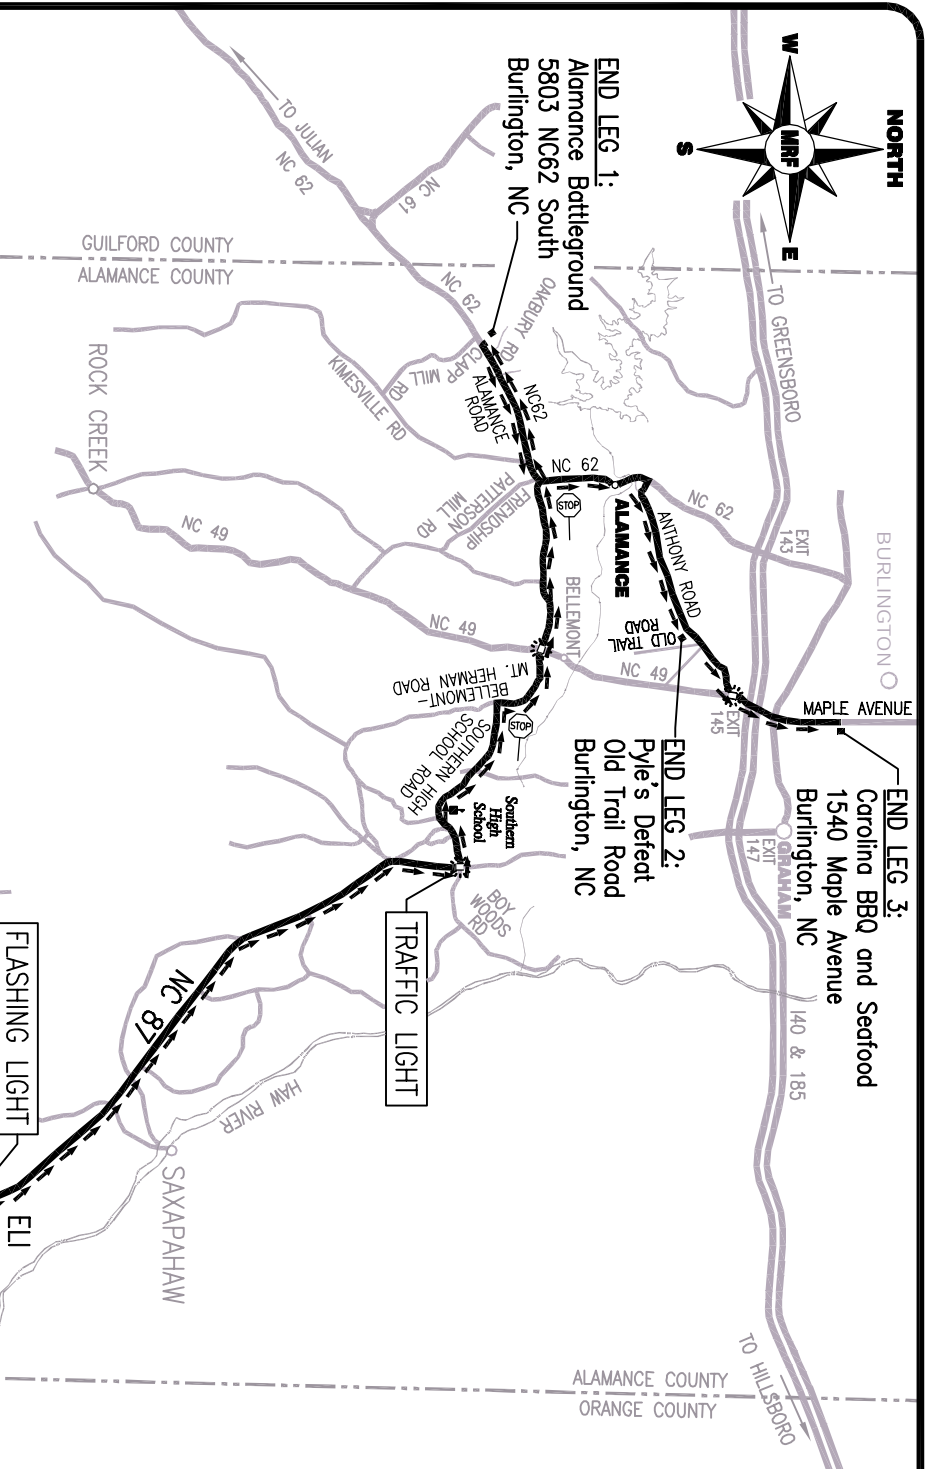 NORTH
W
MRF
E
S
END LEG 1:
Alamance Battleground
5803 NC62 South
Burlington, NC
TO JULIAN
NC 62
NC 61
GUILFORD COUNTY
ALAMANCE COUNTY
TO GREENSBORO
NC 62
OAKBURY RD
CLAPP MILL
RD
NC62
ALAMANCE
ROAD
KIMESVILLE RD
ROCK CREEK
NC 49
FRIENDSHIP
PATTERSON
MILL RD
NC 62
STOP
ALAMANCE
NC 62
EXIT
143
BURLINGTON
ANTHONY ROAD
OLD TRAIL
ROAD
BELLEMONT
NC 49
NC 49
BELLEMONT-
MT. HERMAN ROAD
STOP
SOUTHERN HIGH
SCHOOL ROAD
Southern
High
School
MAPLE AVENUE
EXIT
145
END LEG 2:
Pyle's Defeat
Old Trail Road
Burlington, NC
END LEG 3:
Carolina BBQ and Seafood
1540 Maple Avenue
Burlington, NC
GRAHAM
EXIT
147
BOY
WOODS
RD
TRAFFIC LIGHT
I40 & I85
NC 87
HAW RIVER
FLASHING LIGHT
SAXAPAHAW
ELI
TO HILLSBORO
ALAMANCE COUNTY
ORANGE COUNTY